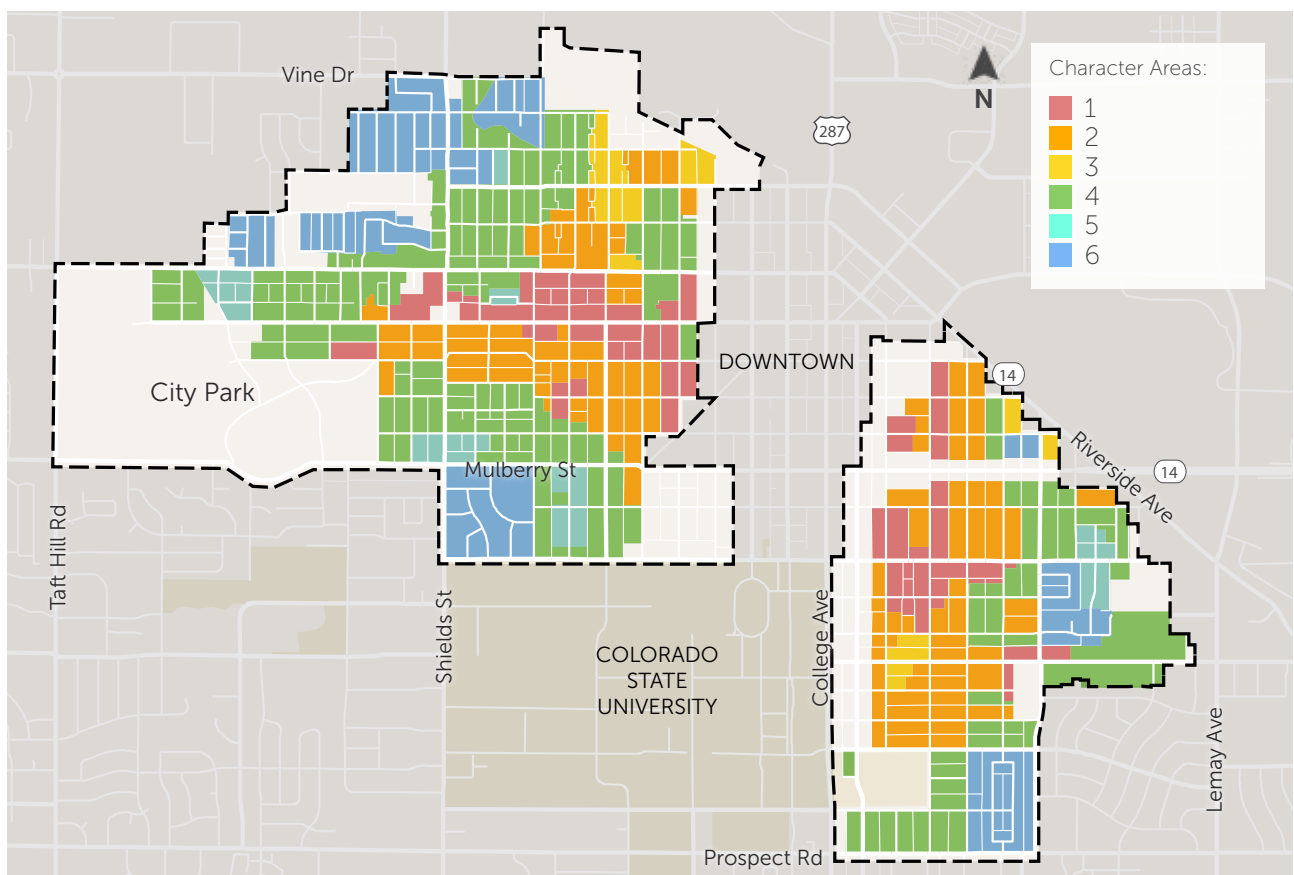 Vine Dr
N
Character Areas:
1
2
3
4
5
6
287
DOWNTOWN
14
City Park
Riverside Ave
14
Mulberry St
Taft Hill Rd
Shields St
COLORADO
STATE
UNIVERSITY
College Ave
Lemay Ave
Prospect Rd